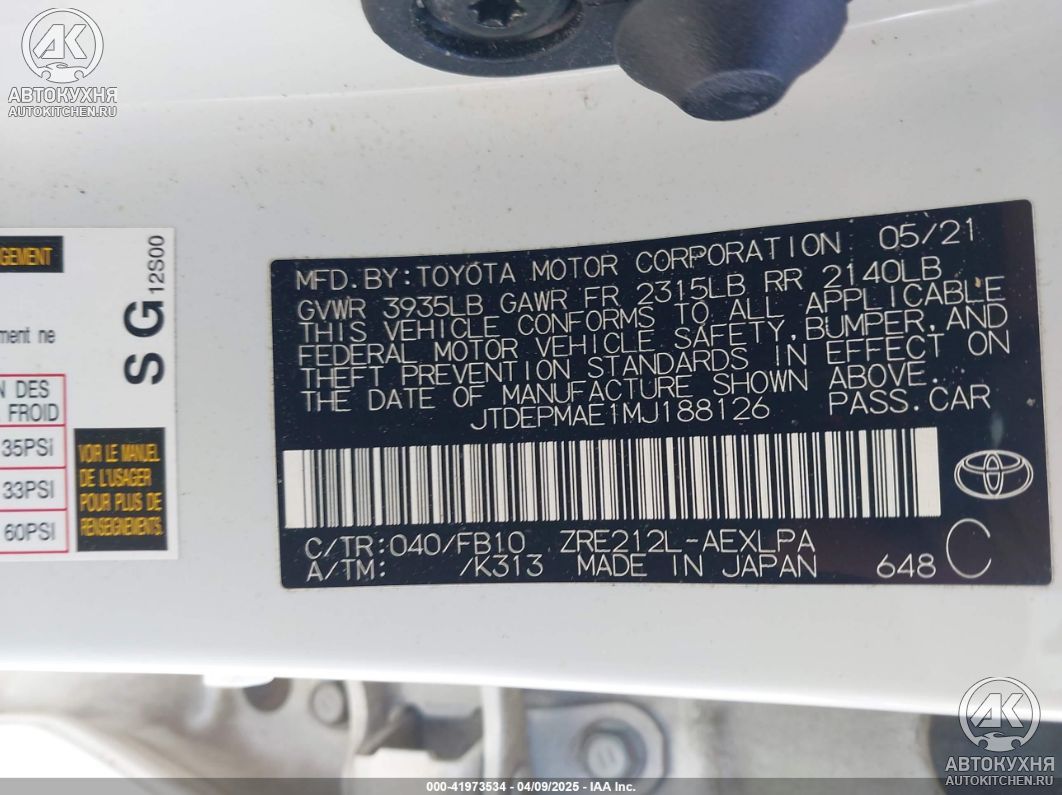 АВТОКУХНЯ
AUTOKITCHEN.RU
GEMENT
ment ne
N DES
FROID
35PSI
33PSI
60PSI
SG
12S00
VOIR LE MANUEL
DE L'USAGER
POUR PLUS DE
RENSEIGNEMENTS
MFD.BY:TOYOTA MOTOR CORPORATION 05/21
GVWR 3935LB GAWR FR 2315LB RR 2140LB
THIS VEHICLE CONFORMS TO ALL APPLICABLE
FEDERAL MOTOR VEHICLE SAFETY,BUMPER,AND
THEFT PREVENTION STANDARDS IN EFFECT ON
THE DATE OF MANUFACTURE SHOWN ABOVE.
JTDEPMAE1MJ188126 PASS.CAR
C/TR:040/FB10 ZRE212L-AEXLPA
A/TM: /K313 MADE IN JAPAN 648 C
АВТОКУХНЯ
AUTOKITCHEN.RU
000-41973534 - 04/09/2025 - IAA Inc.